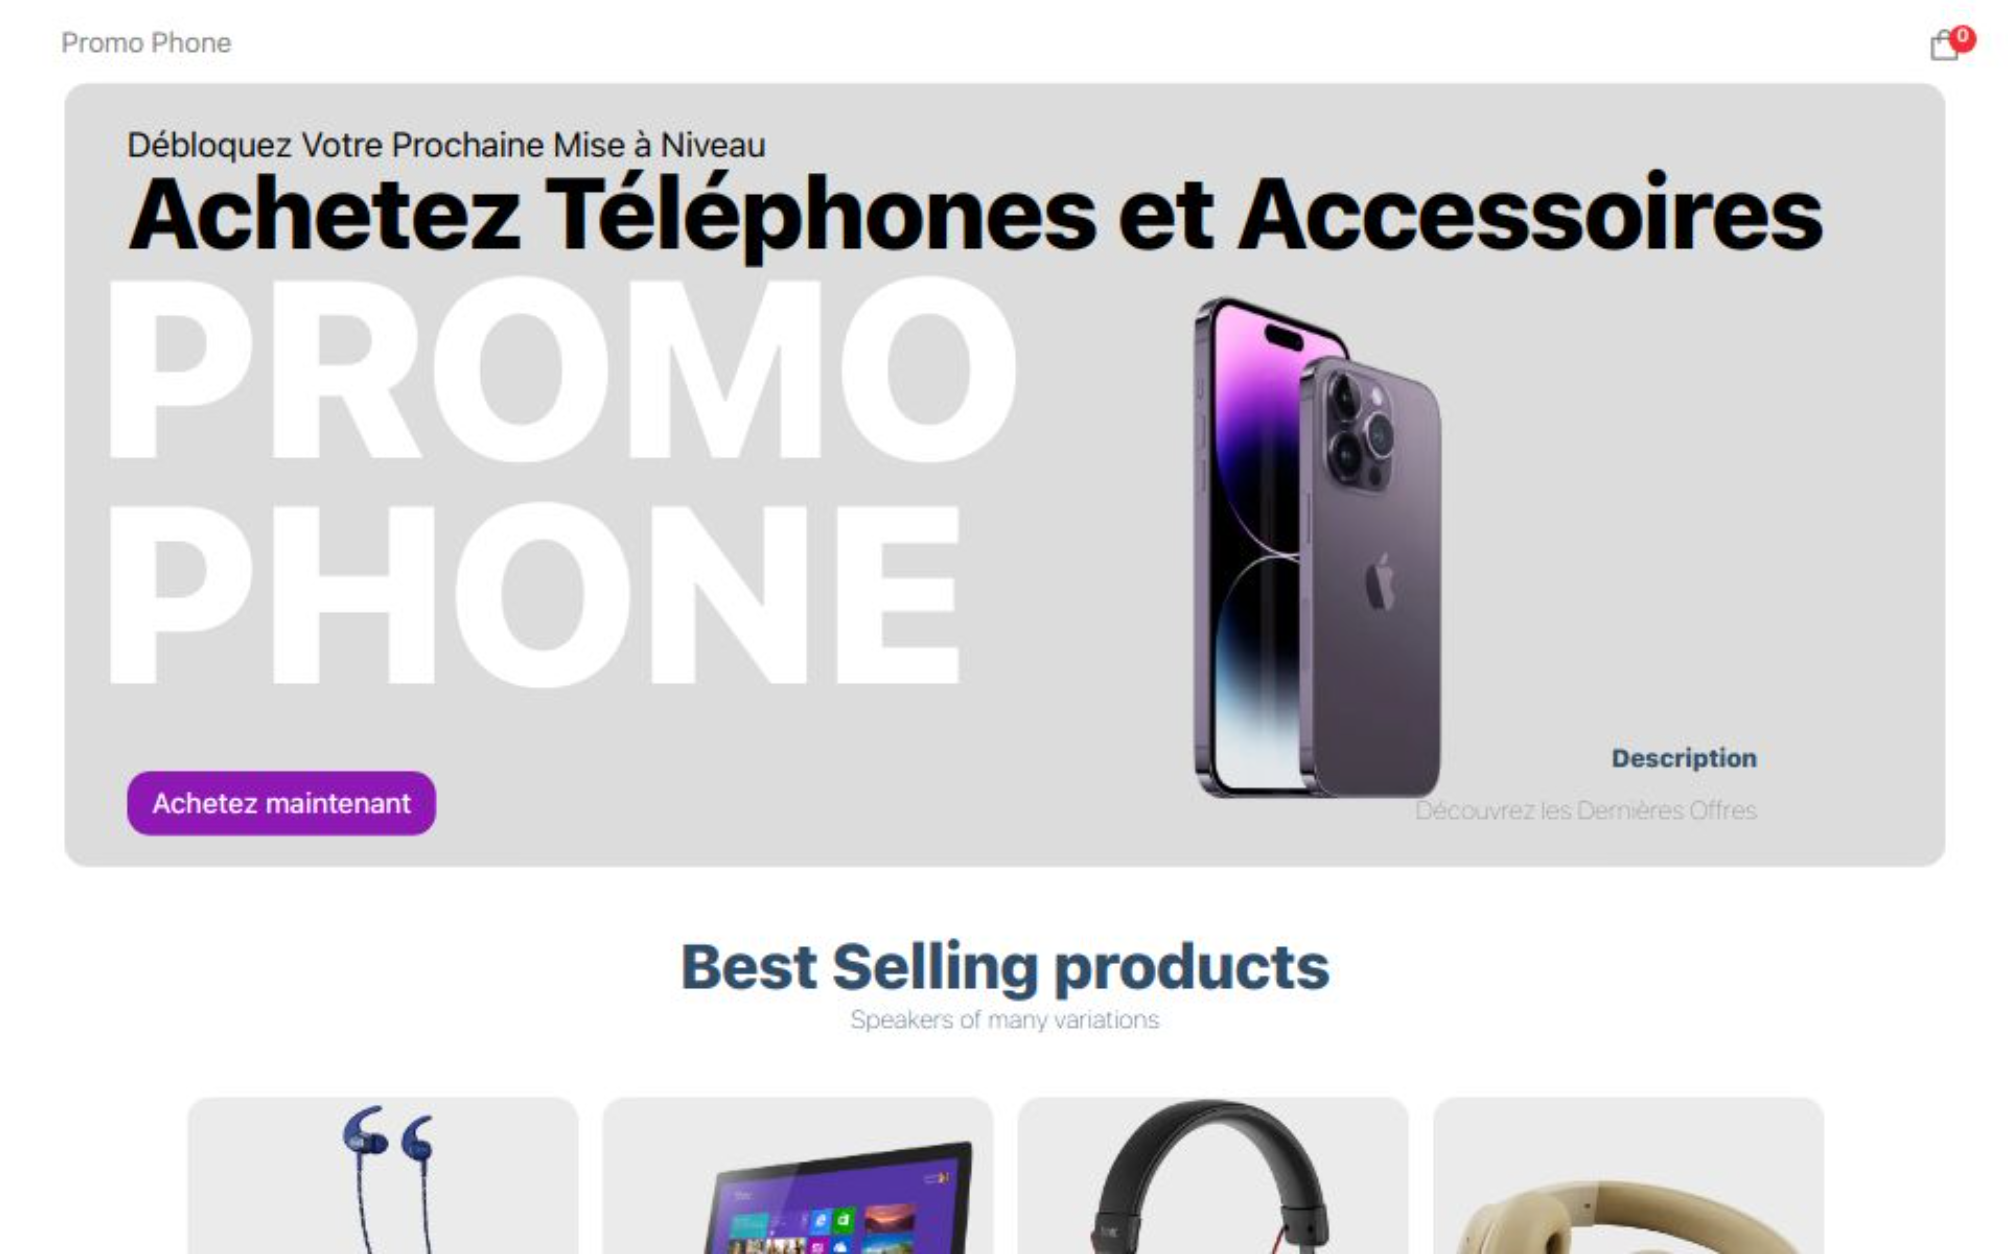 Promo Phone
0
Débloquez Votre Prochaine Mise à Niveau
Achetez Téléphones et Accessoires
PROMO
PHONE
Description
Achetez maintenant
Découvrez les Dernières Offres
Best Selling products
Speakers of many variations